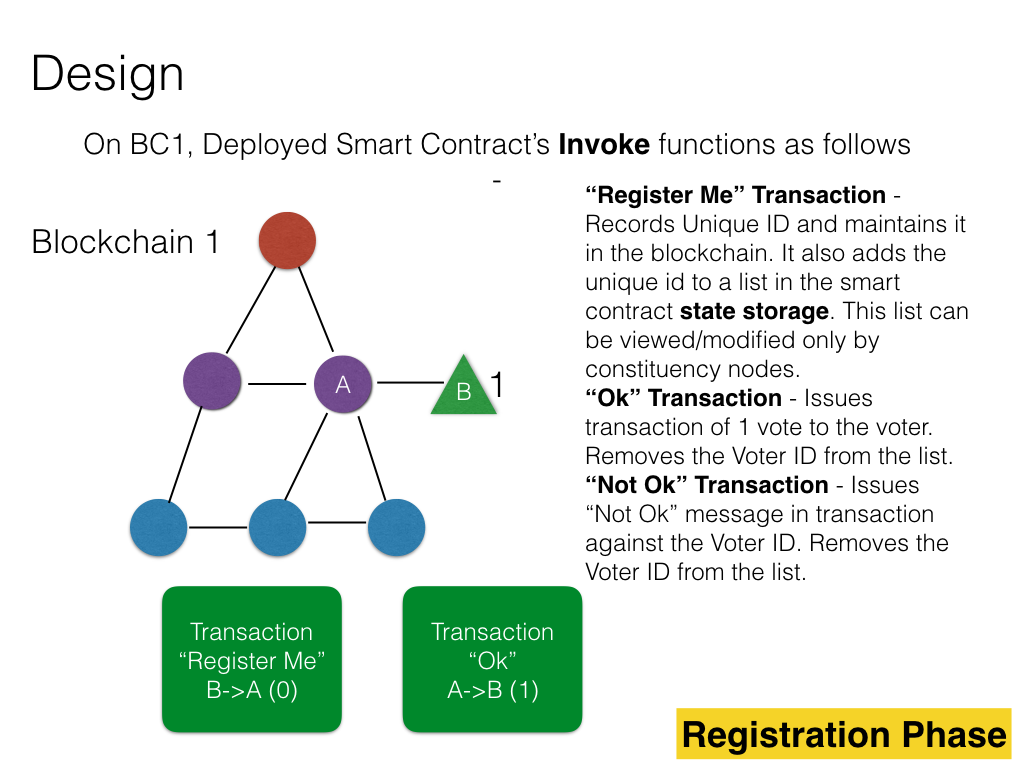 Design
On BC1, Deployed Smart Contract’s Invoke functions as follows
-
Blockchain 1
A
B
1
“Register Me” Transaction -
Records Unique ID and maintains it
in the blockchain. It also adds the
unique id to a list in the smart
contract state storage. This list can
be viewed/modified only by
constituency nodes.
“Ok” Transaction - Issues
transaction of 1 vote to the voter.
Removes the Voter ID from the list.
“Not Ok” Transaction - Issues
“Not Ok” message in transaction
against the Voter ID. Removes the
Voter ID from the list.
Transaction
“Register Me”
B->A (0)
Transaction
“Ok”
A->B (1)
Registration Phase